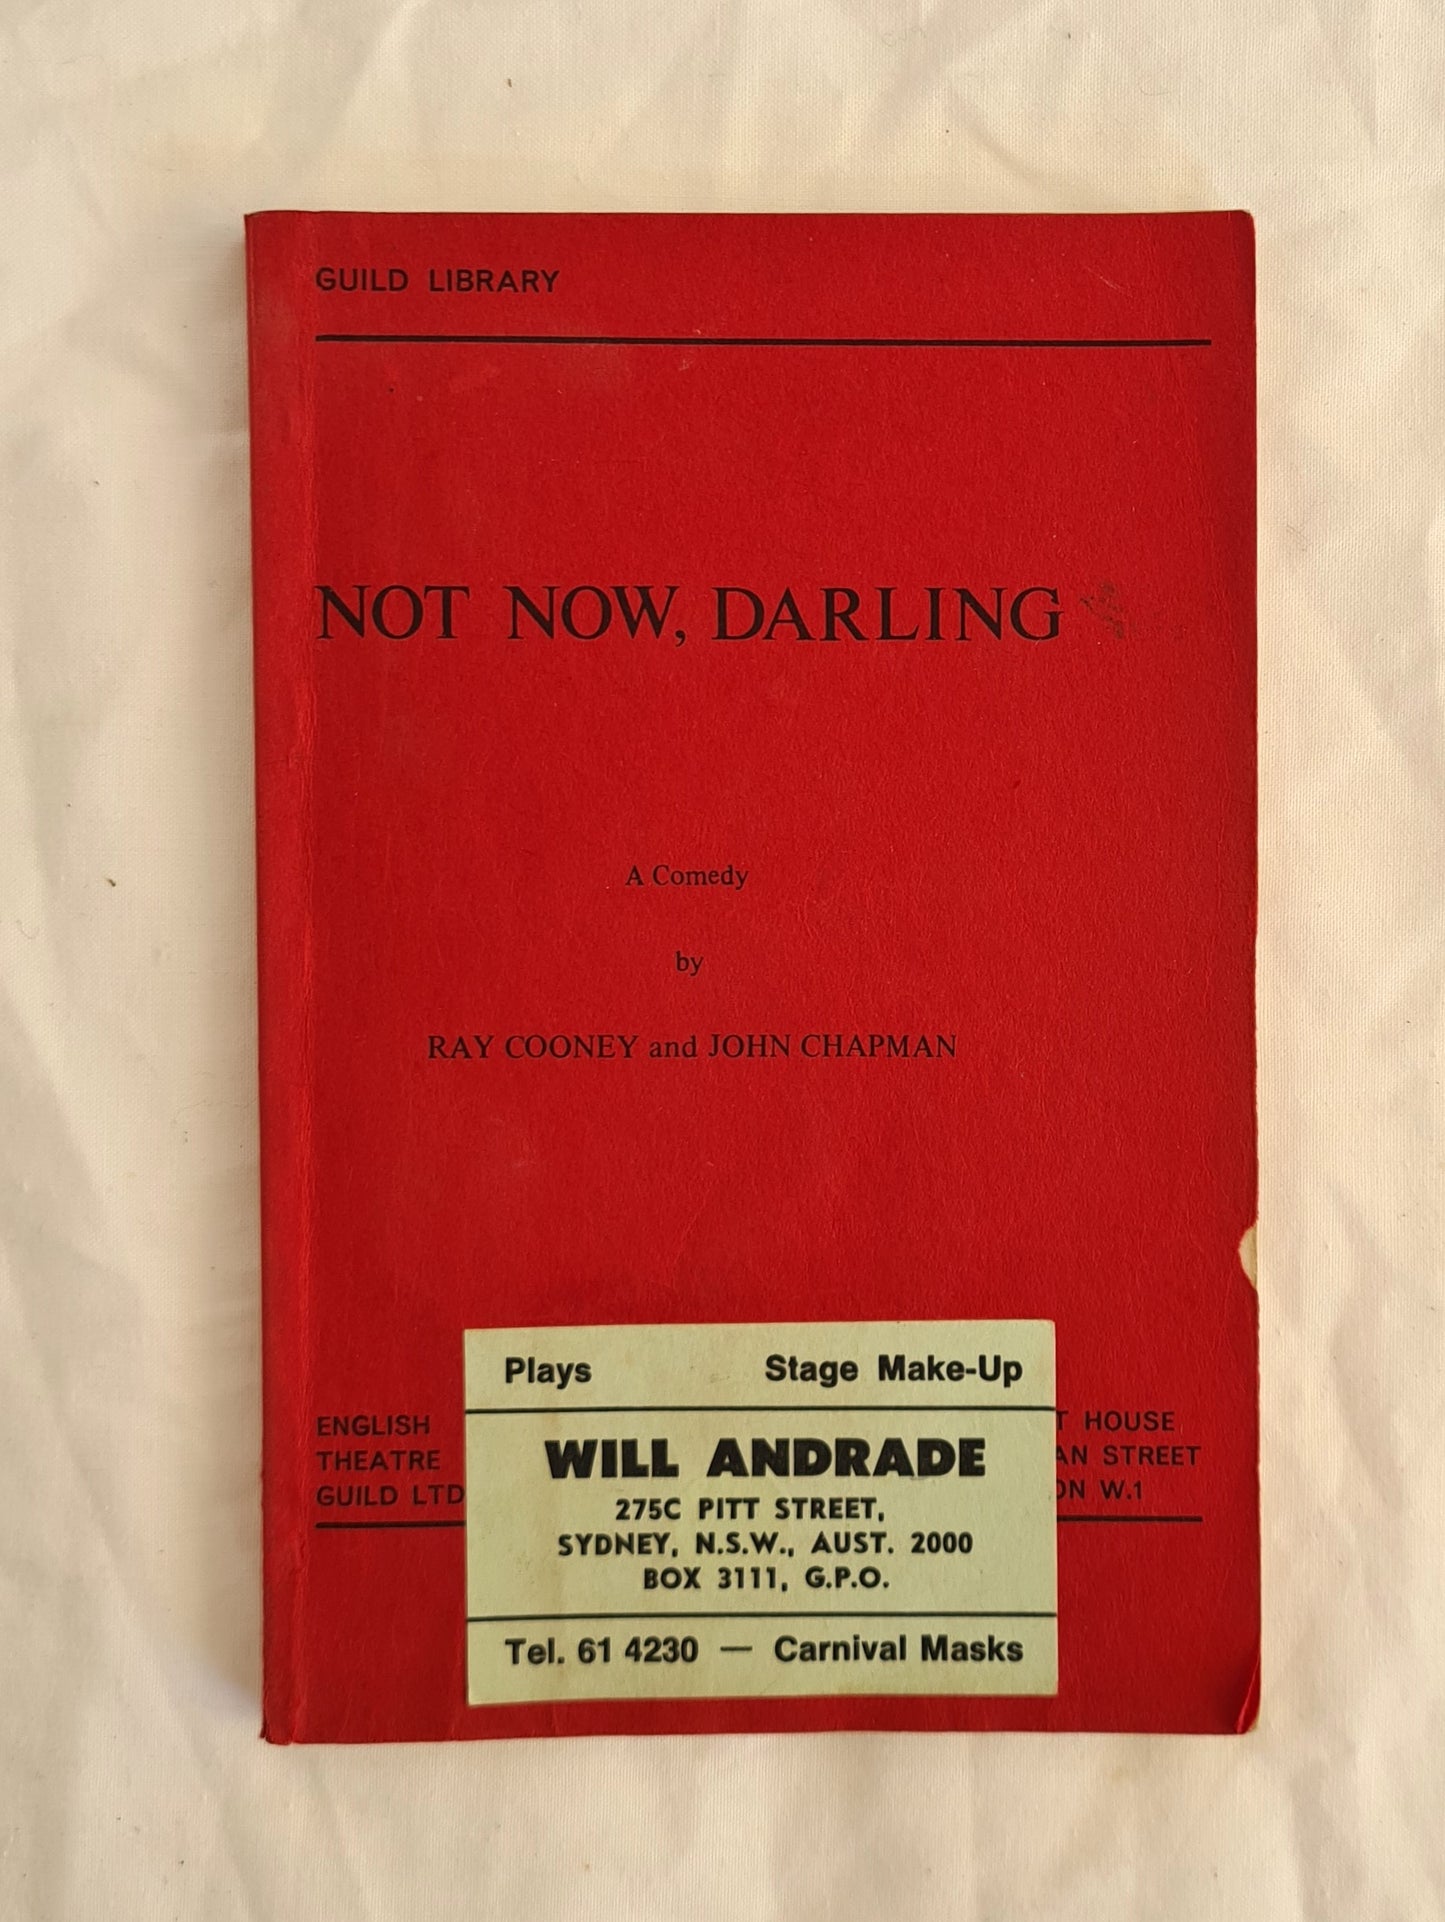 GUILD LIBRARY
NOT NOW, DARLING
A Comedy
by
RAY COONEY and JOHN CHAPMAN
ENGLISH
THEATRE
GUILD LTD
HOUSE
STREET
W.1
Plays Stage Make-Up
WILL ANDRADE
275C PITT STREET,
SYDNEY, N.S.W., AUST. 2000
BOX 3111, G.P.O.
Tel. 61 4230 — Carnival Masks